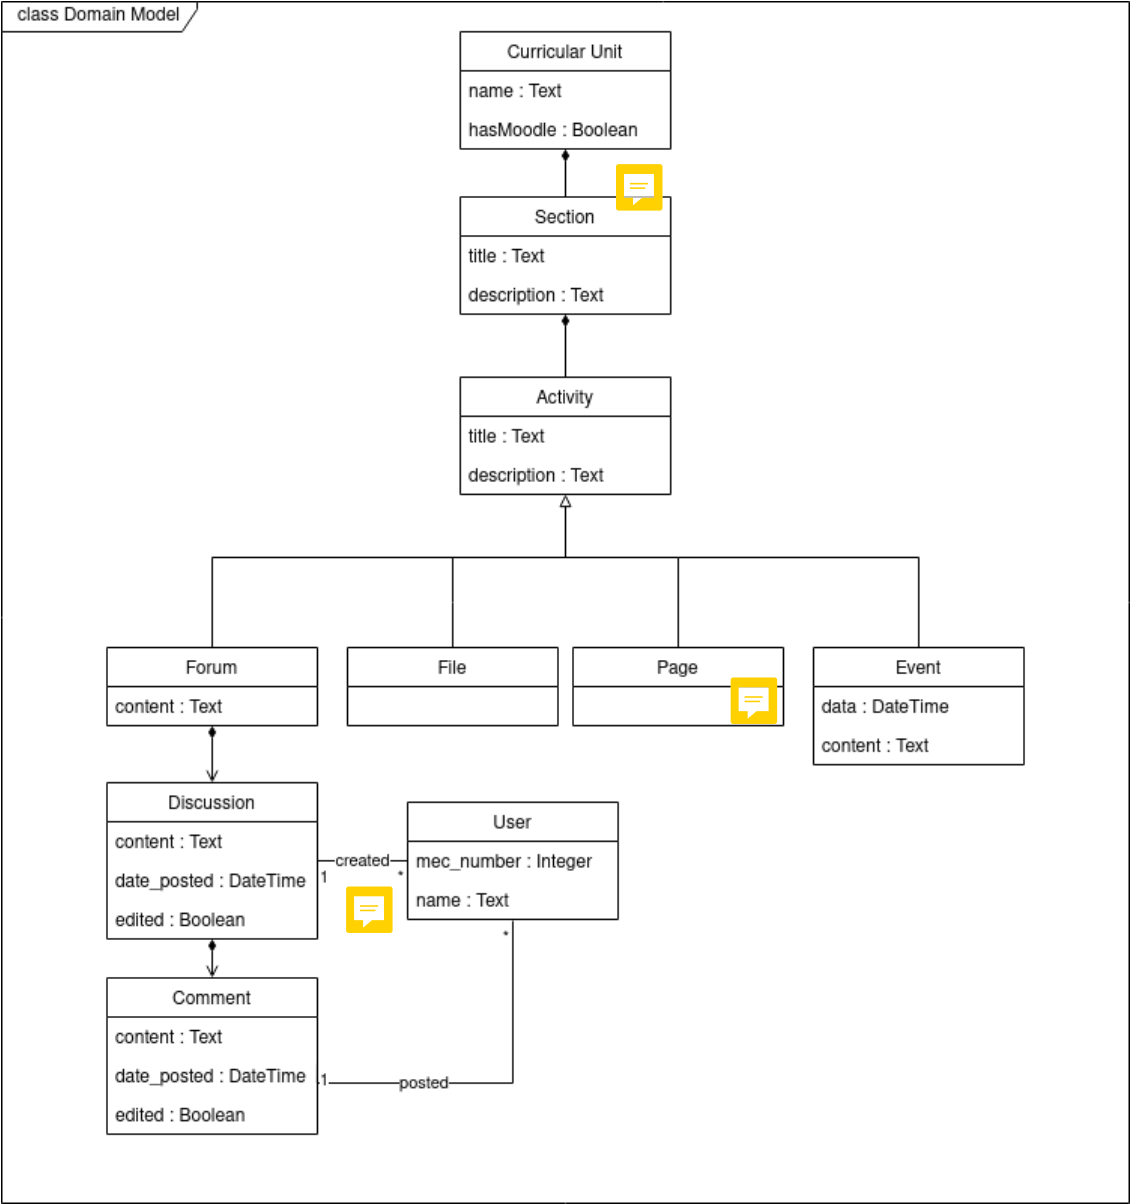 class Domain Model
Curricular Unit
name : Text
hasMoodle : Boolean
Section
title : Text
description : Text
Activity
title : Text
description : Text
Forum
content : Text
File
Page
Event
data : DateTime
content : Text
Discussion
content : Text
date_posted : DateTime
edited : Boolean
created
1
*
User
mec_number : Integer
name : Text
*
Comment
content : Text
date_posted : DateTime
edited : Boolean
1
posted